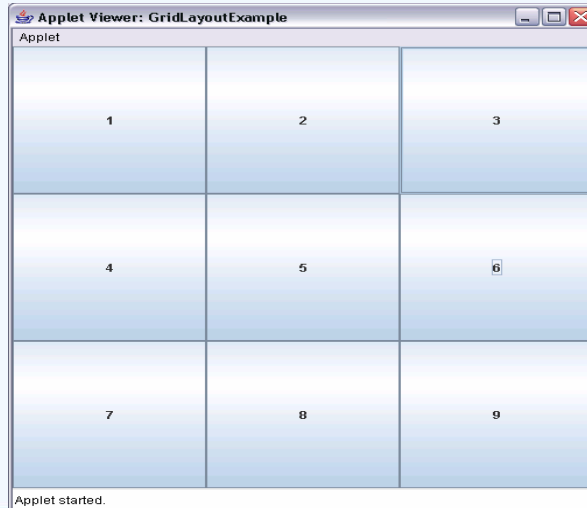 Applet Viewer: GridLayoutExample
Applet
1 2 3
4 5 6
7 8 9
Applet started.